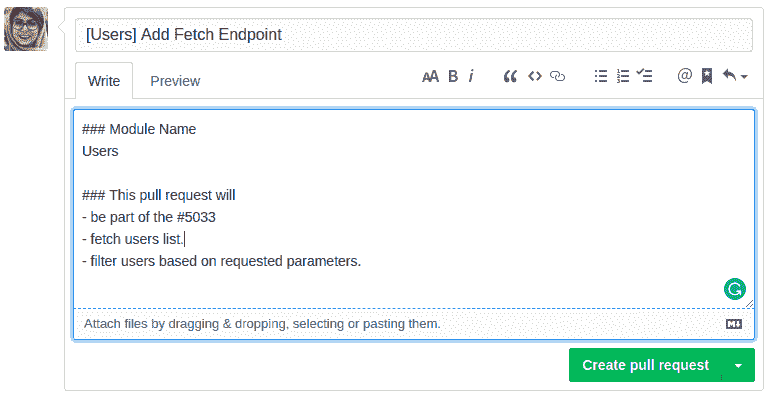 [Users] Add Fetch Endpoint
Write Preview
AA B i
### Module Name
Users
### This pull request will
- be part of the #5033
- fetch users list.
- filter users based on requested parameters.
Attach files by dragging & dropping, selecting or pasting them.
Create pull request